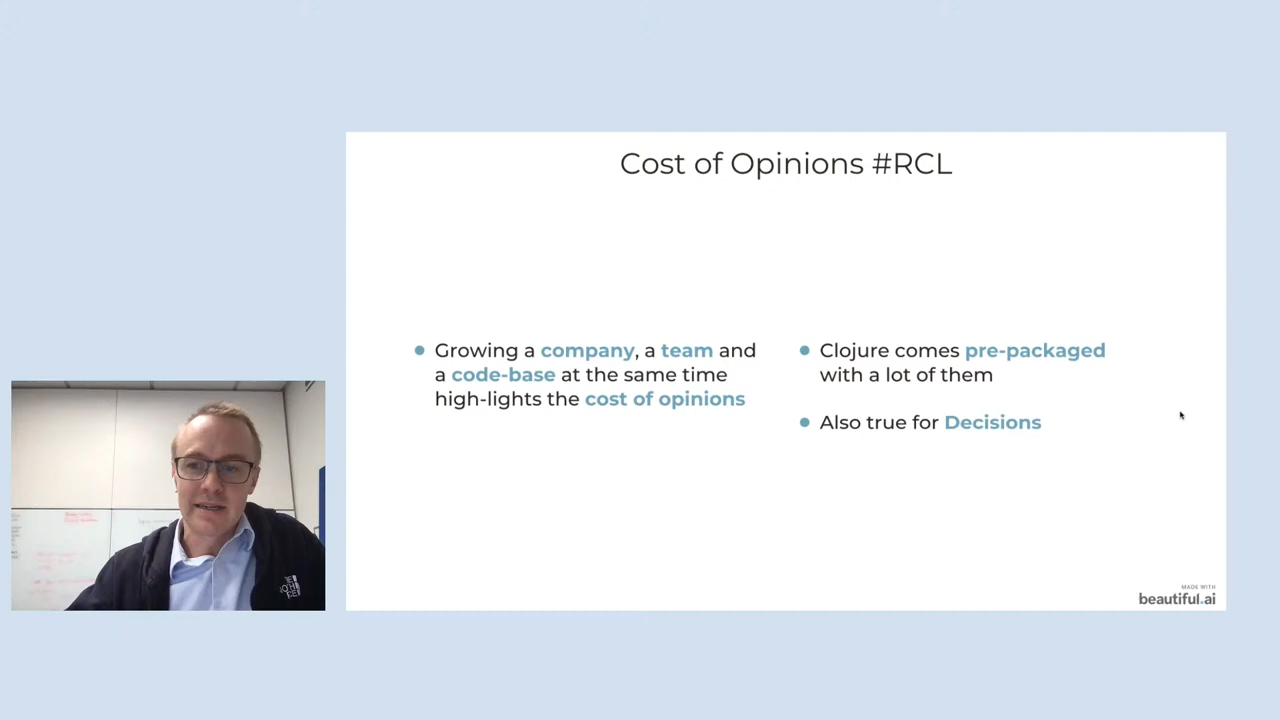 Cost of Opinions #RCL
Growing a company, a team and
a code-base at the same time
high-lights the cost of opinions
Clojure comes pre-packaged
with a lot of them
Also true for Decisions
MADE WITH
beautiful.ai